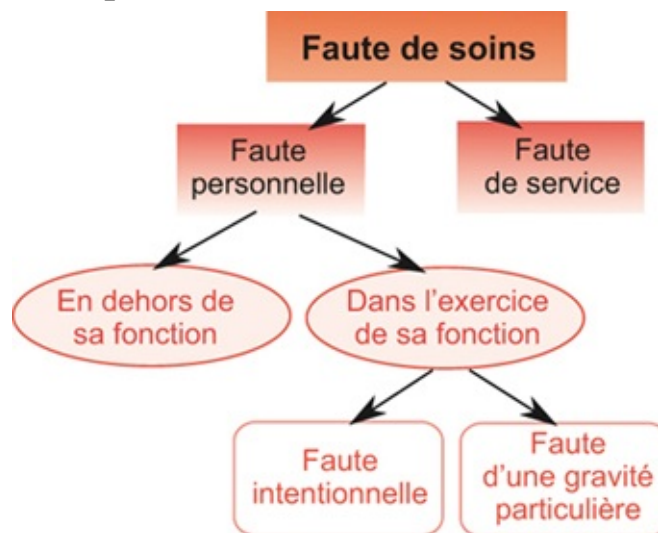 Faute de soins
Faute
personnelle
Faute
de service
En dehors de
sa fonction
Dans l'exercice
de sa fonction
Faute
intentionnelle
Faute
d'une gravité
particulière